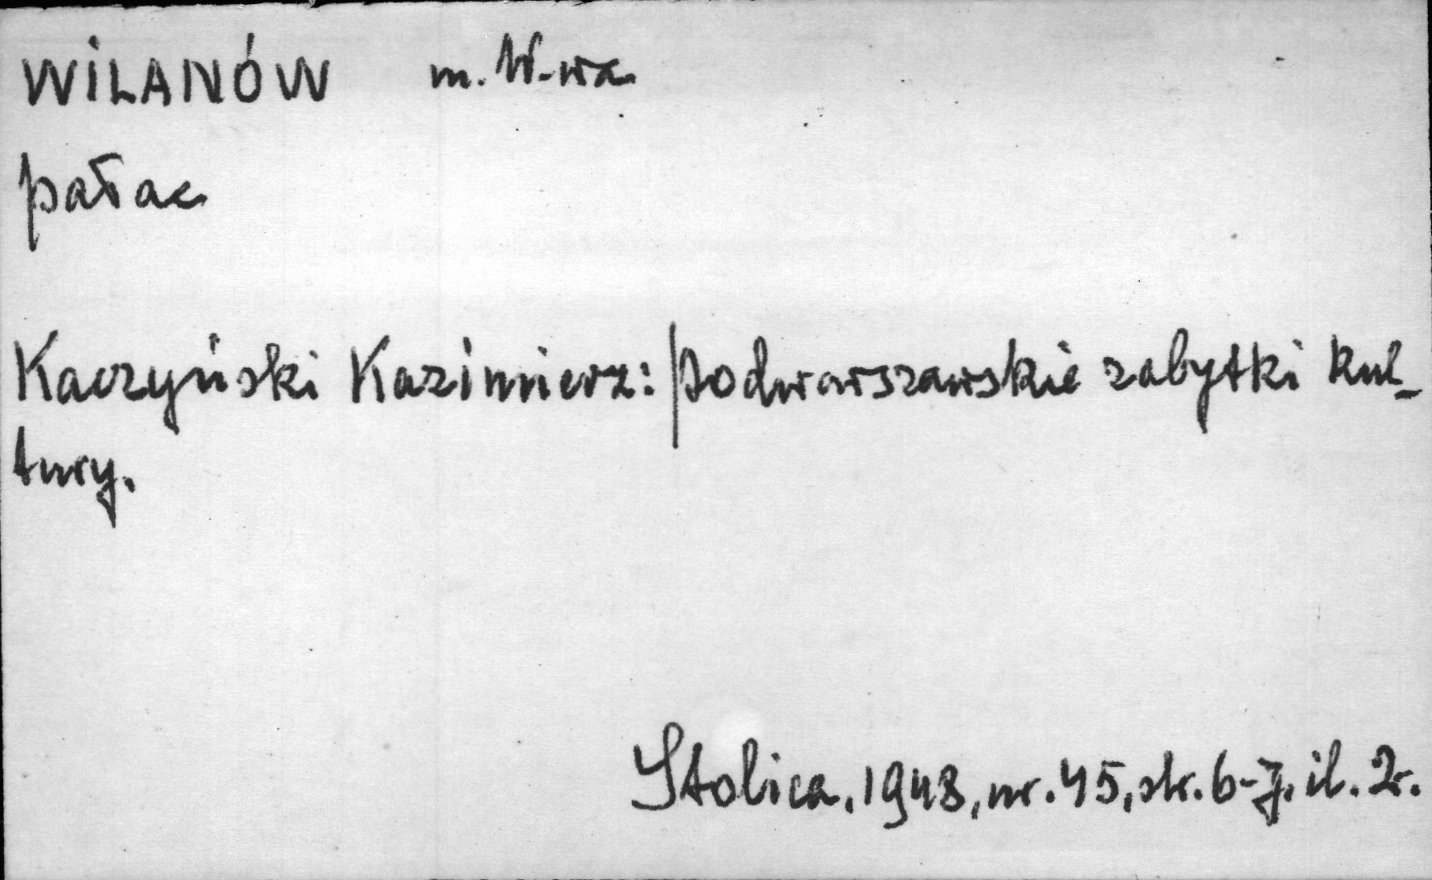 WILANÓW m. W-wa
pałac
Kaczyński Kazimierz: Podwarszawskie zabytki kul-
tury.
Stolica, 1948, nr. 45, str. 6-7, il. 2.